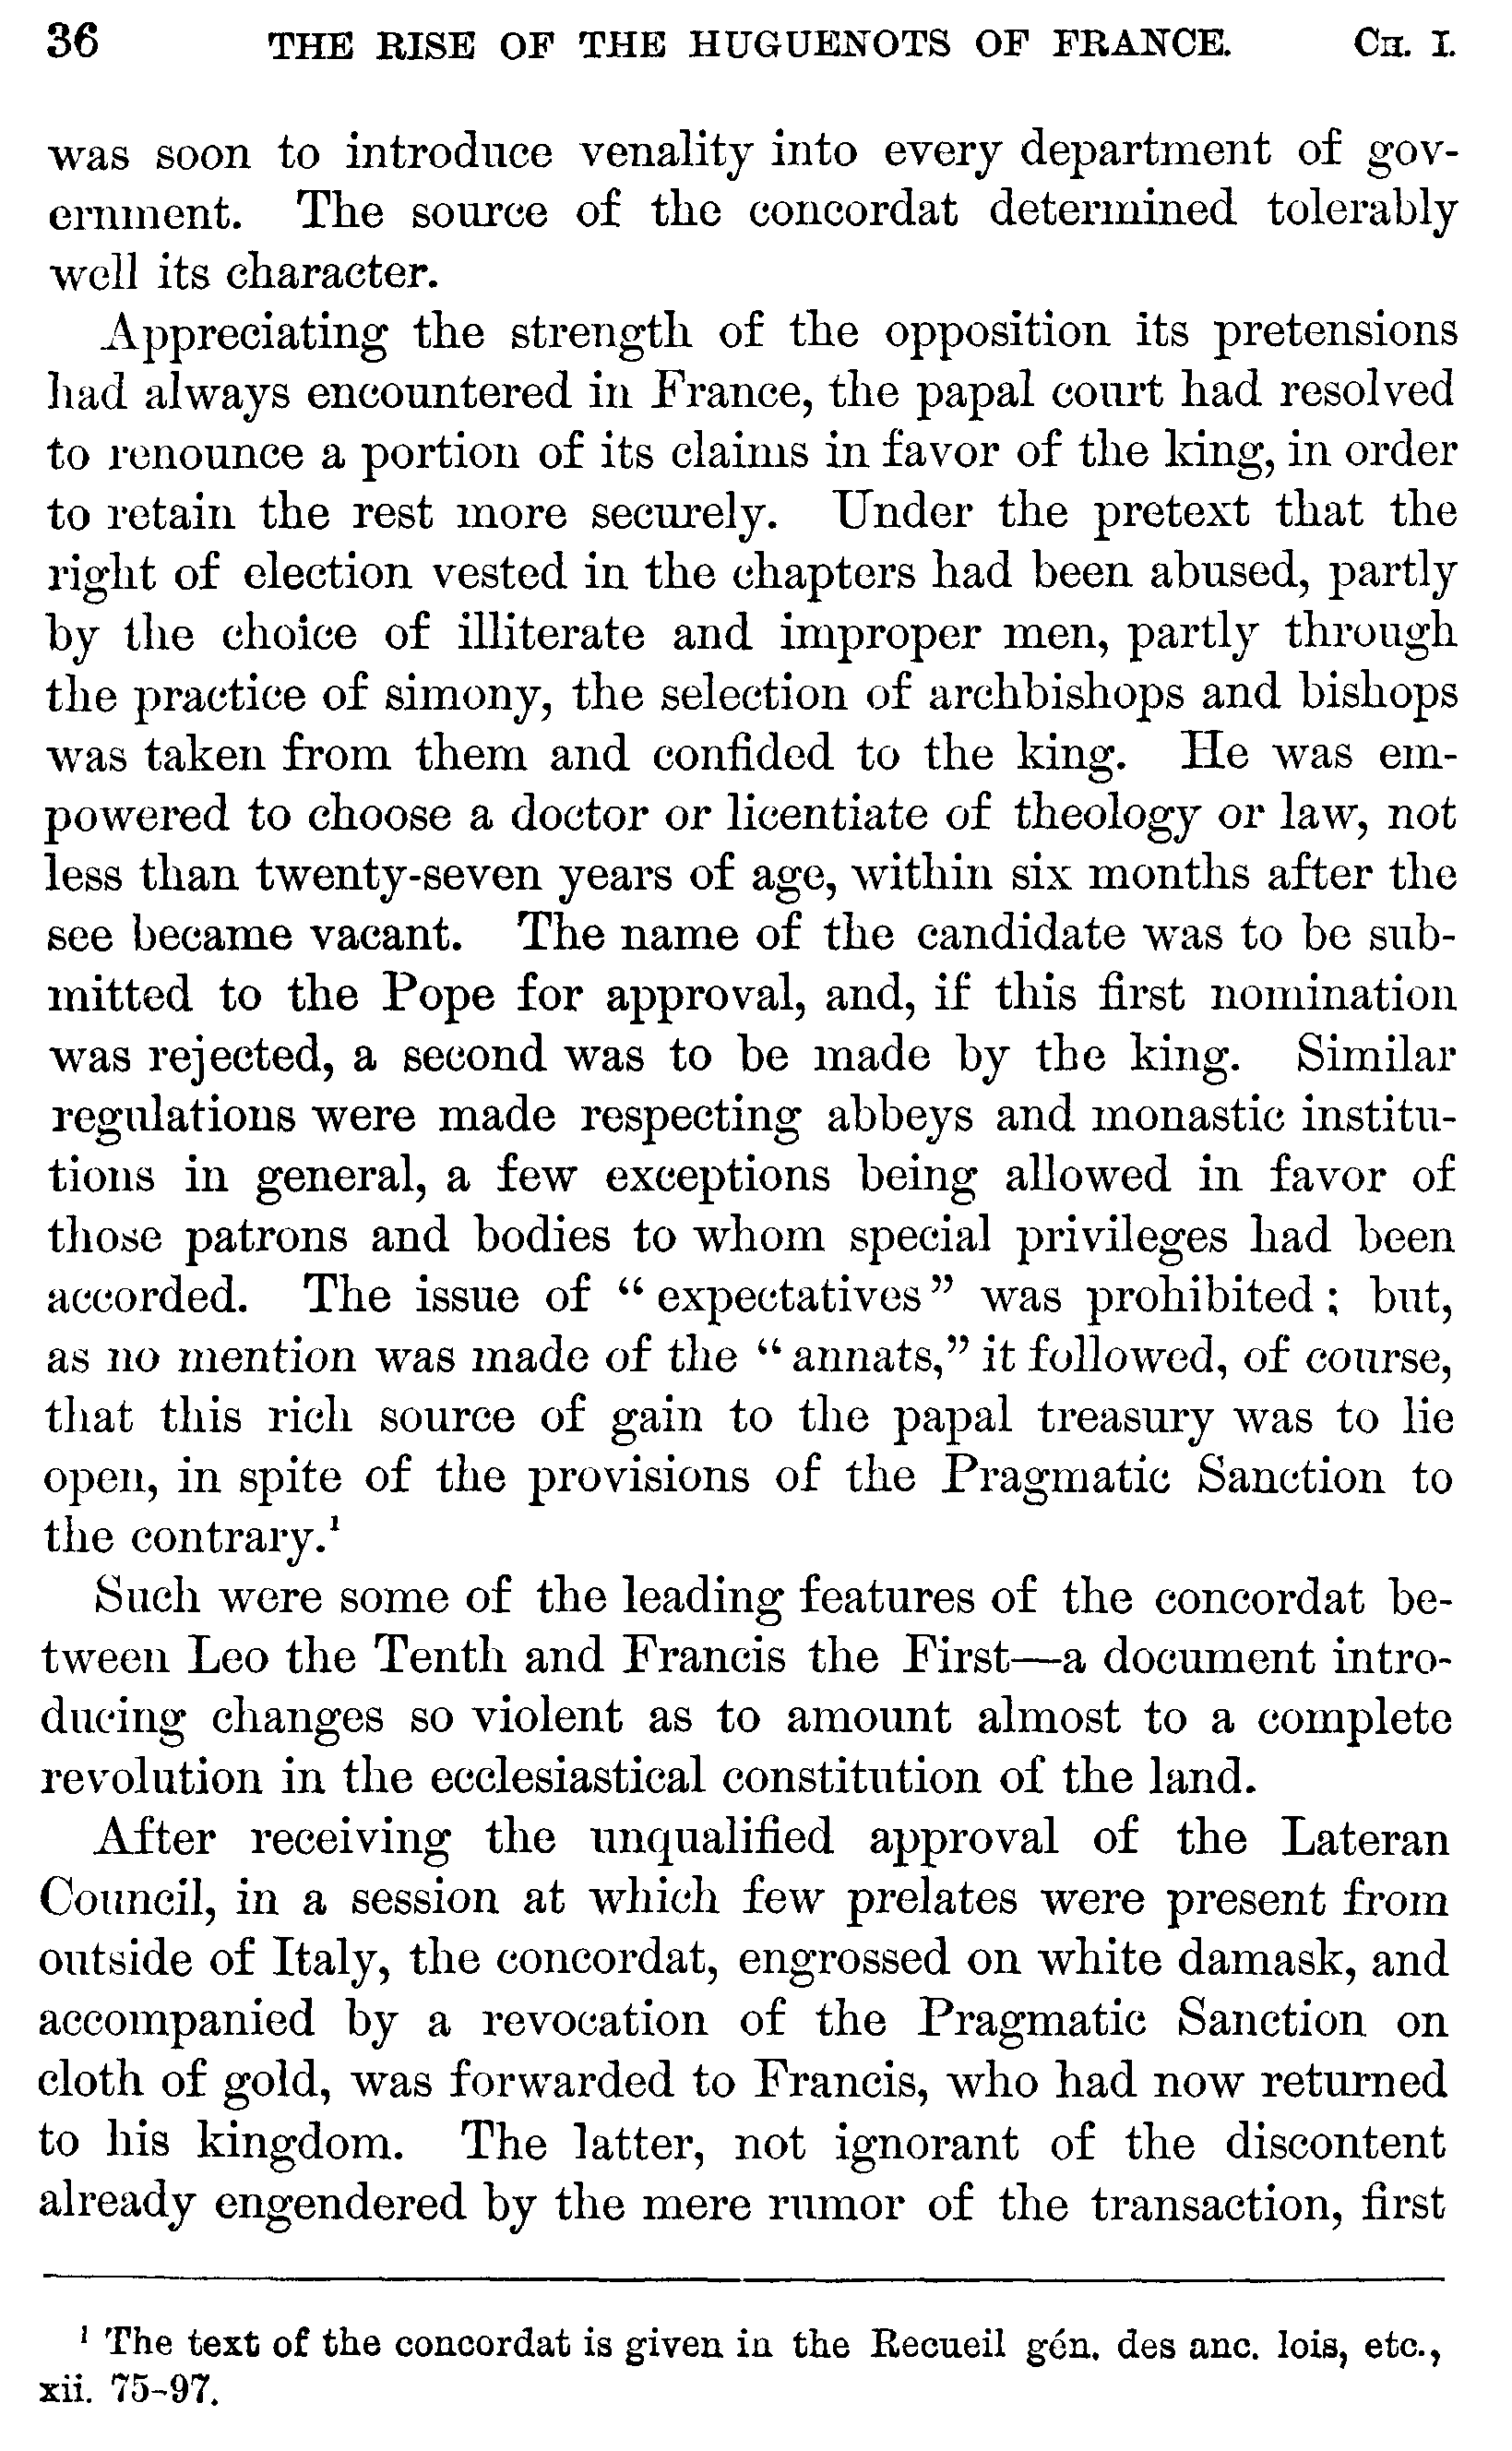 36 THE RISE OF THE HUGUENOTS OF FRANCE. CH. I.
was soon to introduce venality into every department of gov-
ernment. The source of the concordat determined tolerably
well its character.
Appreciating the strength of the opposition its pretensions
had always encountered in France, the papal court had resolved
to renounce a portion of its claims in favor of the king, in order
to retain the rest more securely. Under the pretext that the
right of election vested in the chapters had been abused, partly
by the choice of illiterate and improper men, partly through
the practice of simony, the selection of archbishops and bishops
was taken from them and confided to the king. He was em-
powered to choose a doctor or licentiate of theology or law, not
less than twenty-seven years of age, within six months after the
see became vacant. The name of the candidate was to be sub-
mitted to the Pope for approval, and, if this first nomination
was rejected, a second was to be made by the king. Similar
regulations were made respecting abbeys and monastic institu-
tions in general, a few exceptions being allowed in favor of
those patrons and bodies to whom special privileges had been
accorded. The issue of “expectatives” was prohibited; but,
as no mention was made of the “annats,” it followed, of course,
that this rich source of gain to the papal treasury was to lie
open, in spite of the provisions of the Pragmatic Sanction to
the contrary.¹
Such were some of the leading features of the concordat be-
tween Leo the Tenth and Francis the First—a document intro-
ducing changes so violent as to amount almost to a complete
revolution in the ecclesiastical constitution of the land.
After receiving the unqualified approval of the Lateran
Council, in a session at which few prelates were present from
outside of Italy, the concordat, engrossed on white damask, and
accompanied by a revocation of the Pragmatic Sanction on
cloth of gold, was forwarded to Francis, who had now returned
to his kingdom. The latter, not ignorant of the discontent
already engendered by the mere rumor of the transaction, first
¹ The text of the concordat is given in the Recueil gén. des anc. lois, etc.,
xii. 75-97.